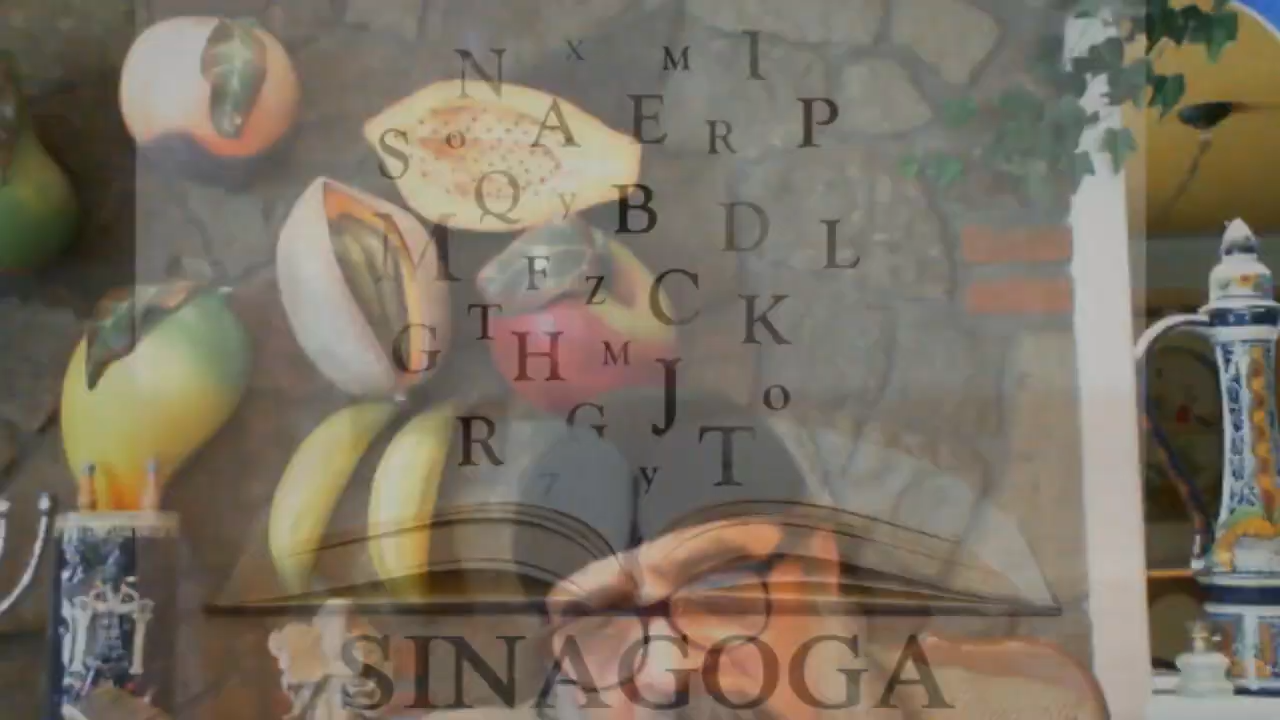 N X M I
S o A E R P
Q y B D L
M F Z C
T K
G H M
J o
R G T
y
SINAGOGA